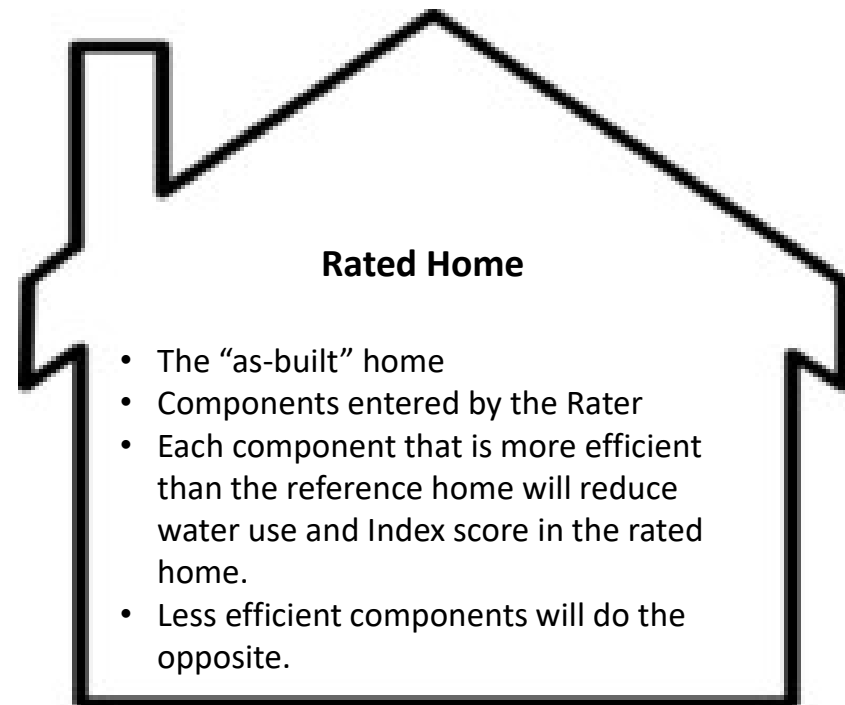 Rated Home
• The “as-built” home
• Components entered by the Rater
• Each component that is more efficient
than the reference home will reduce
water use and Index score in the rated
home.
• Less efficient components will do the
opposite.